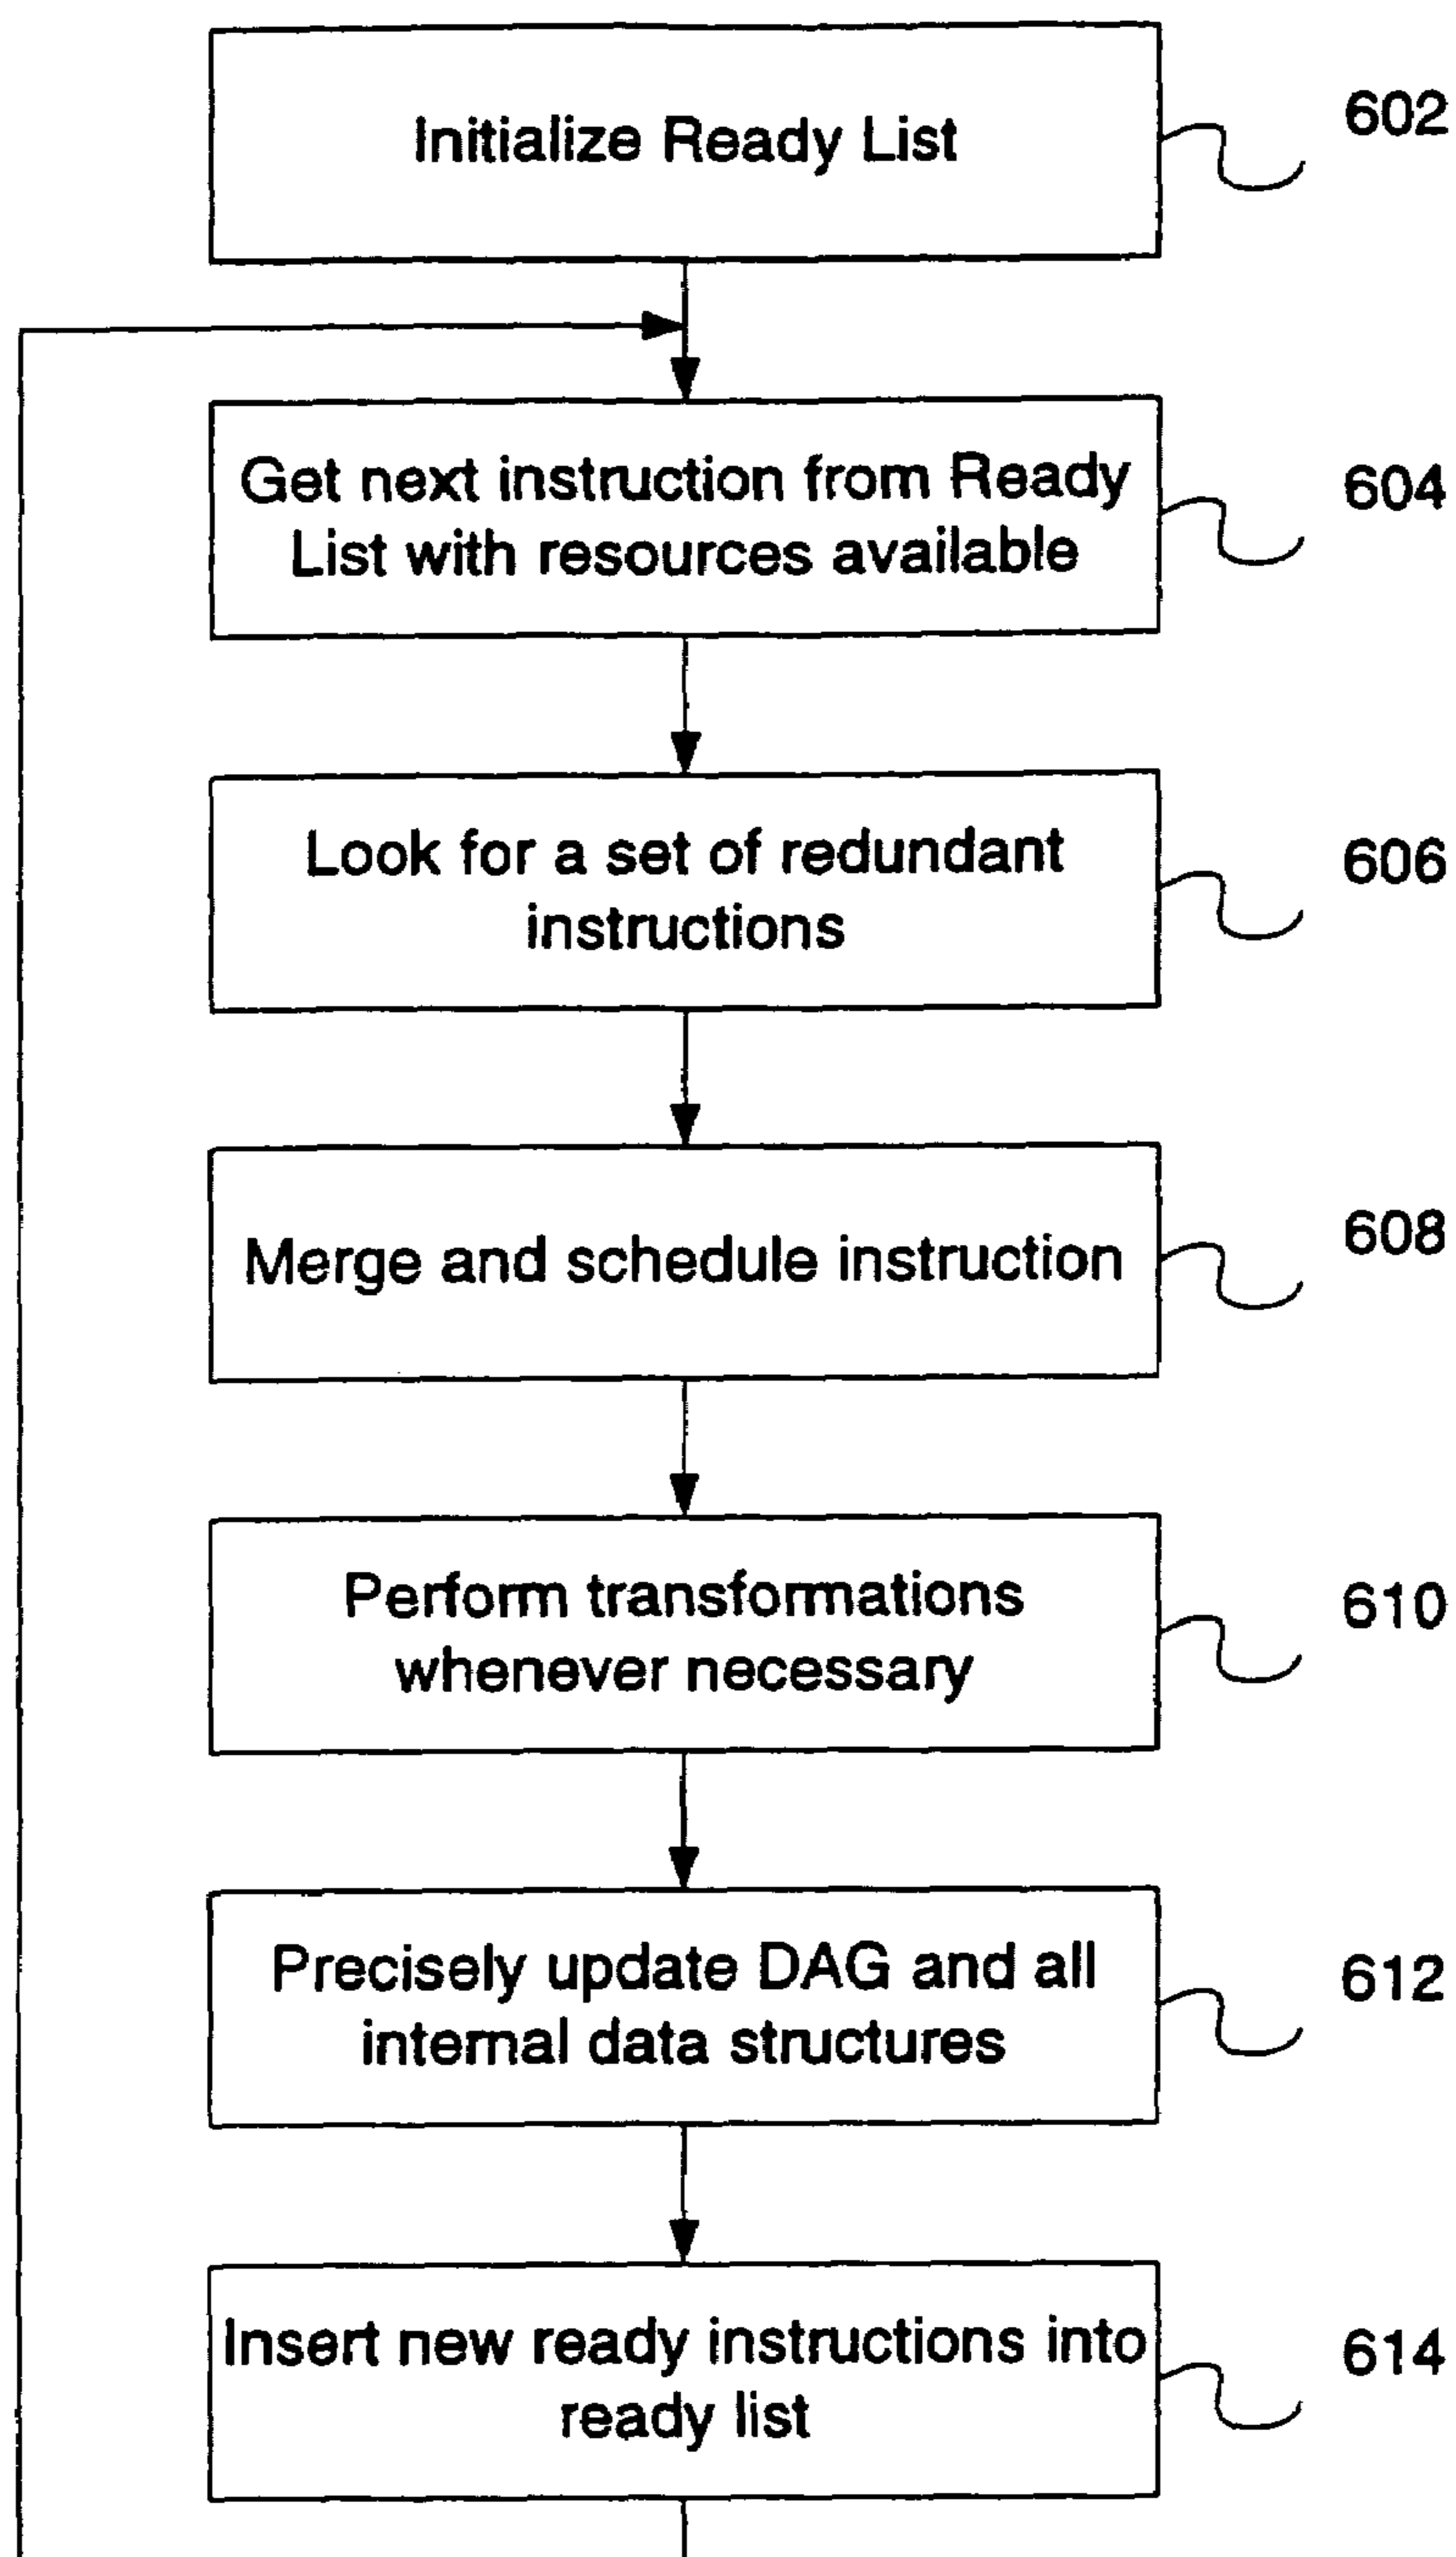 Initialize Ready List
602
Get next instruction from Ready
List with resources available
604
Look for a set of redundant
instructions
606
Merge and schedule instruction
608
Perform transformations
whenever necessary
610
Precisely update DAG and all
internal data structures
612
Insert new ready instructions into
ready list
614